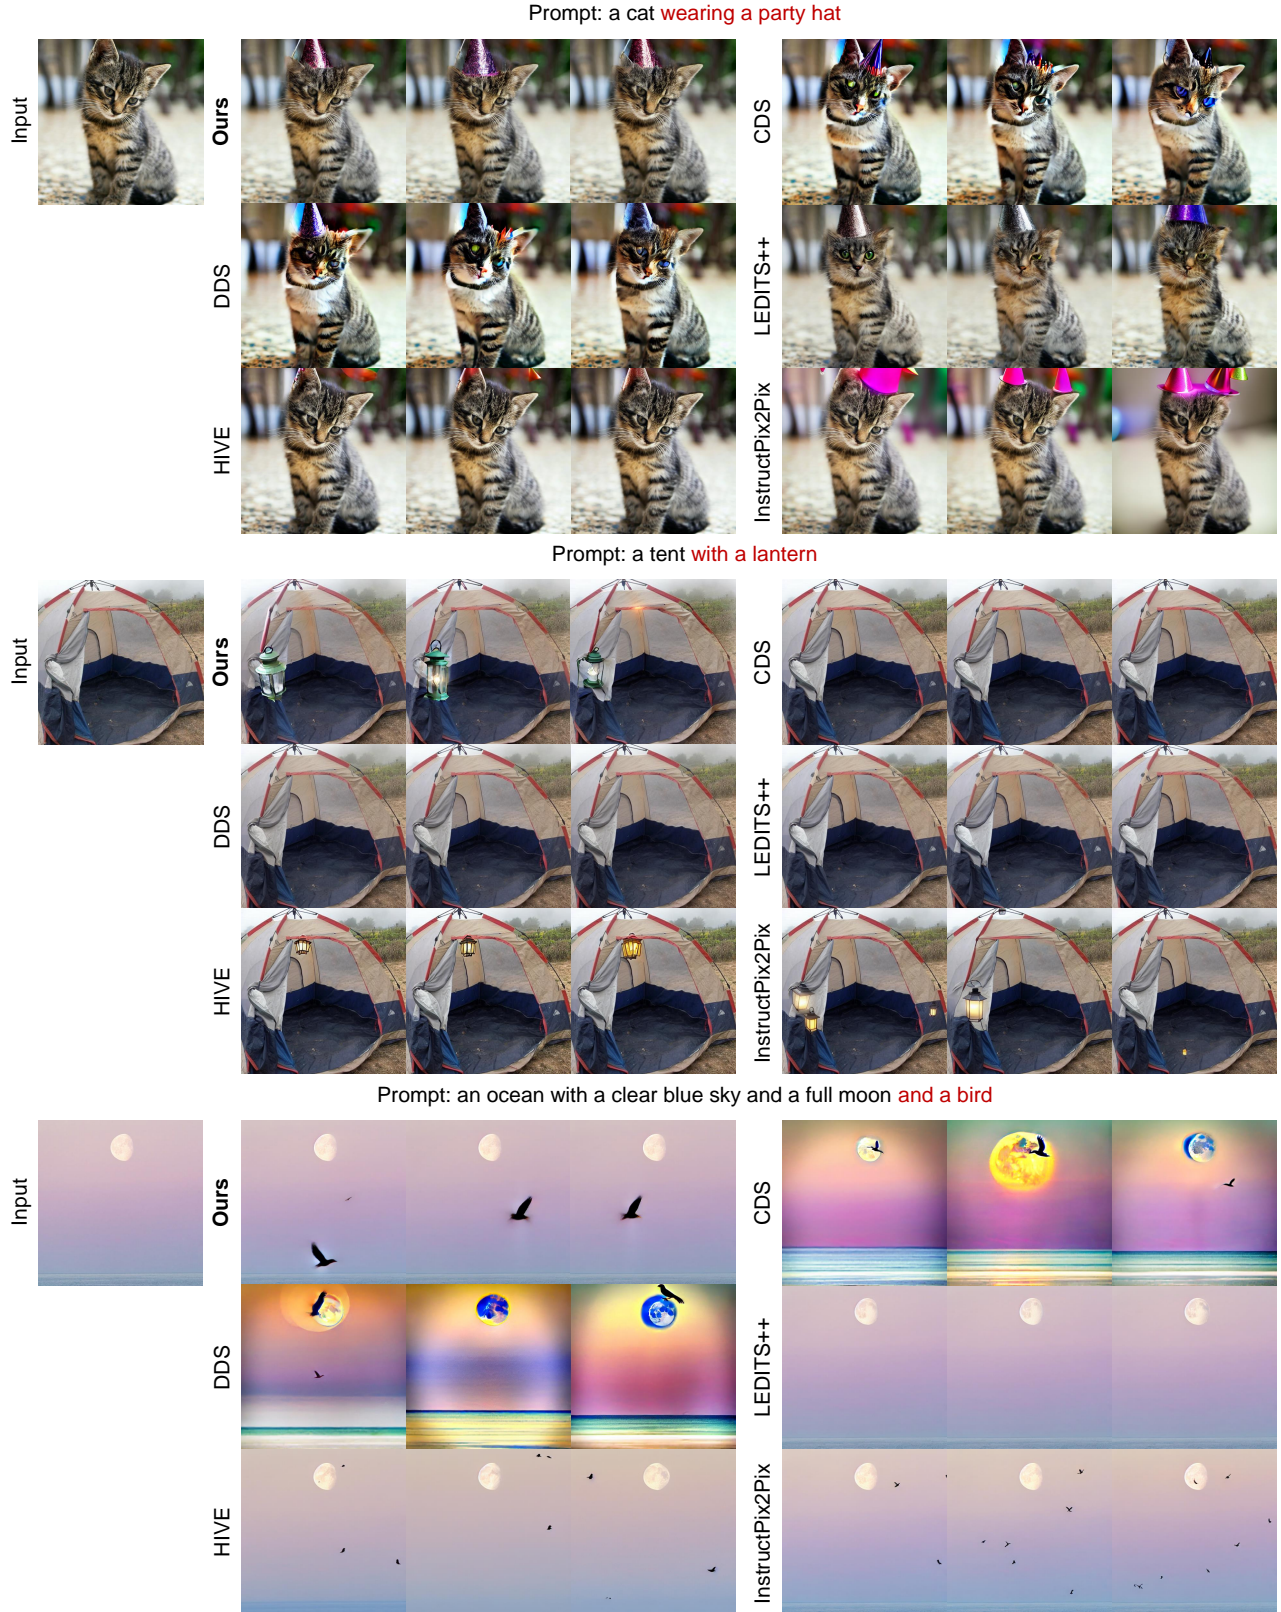 Prompt: a cat wearing a party hat
Input
Ours
CDS
DDS
LEDITS++
HIVE
InstructPix2Pix
Prompt: a tent with a lantern
Input
Ours
CDS
DDS
LEDITS++
HIVE
InstructPix2Pix
Prompt: an ocean with a clear blue sky and a full moon and a bird
Input
Ours
CDS
DDS
LEDITS++
HIVE
InstructPix2Pix